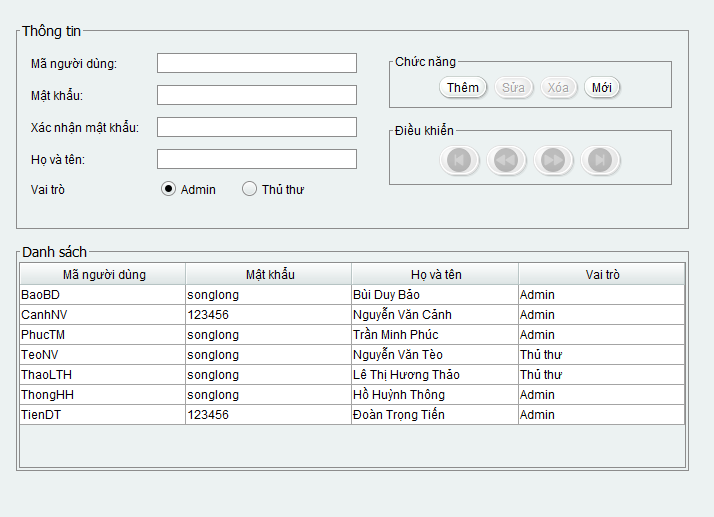 Thông tin
Mã người dùng:
Mật khẩu:
Xác nhận mật khẩu:
Họ và tên:
Vai trò Admin Thủ thư
Chức năng
Thêm Sửa Xóa Mới
Điều khiển
Danh sách
Mã người dùng Mật khẩu Họ và tên Vai trò
BaoBD songlong Bùi Duy Bảo Admin
CanhNV 123456 Nguyễn Văn Cảnh Admin
PhucTM songlong Trần Minh Phúc Admin
TeoNV songlong Nguyễn Văn Tèo Thủ thư
ThaoLTH songlong Lê Thị Hương Thảo Thủ thư
ThongHH songlong Hồ Huỳnh Thông Admin
TienDT 123456 Đoàn Trọng Tiến Admin